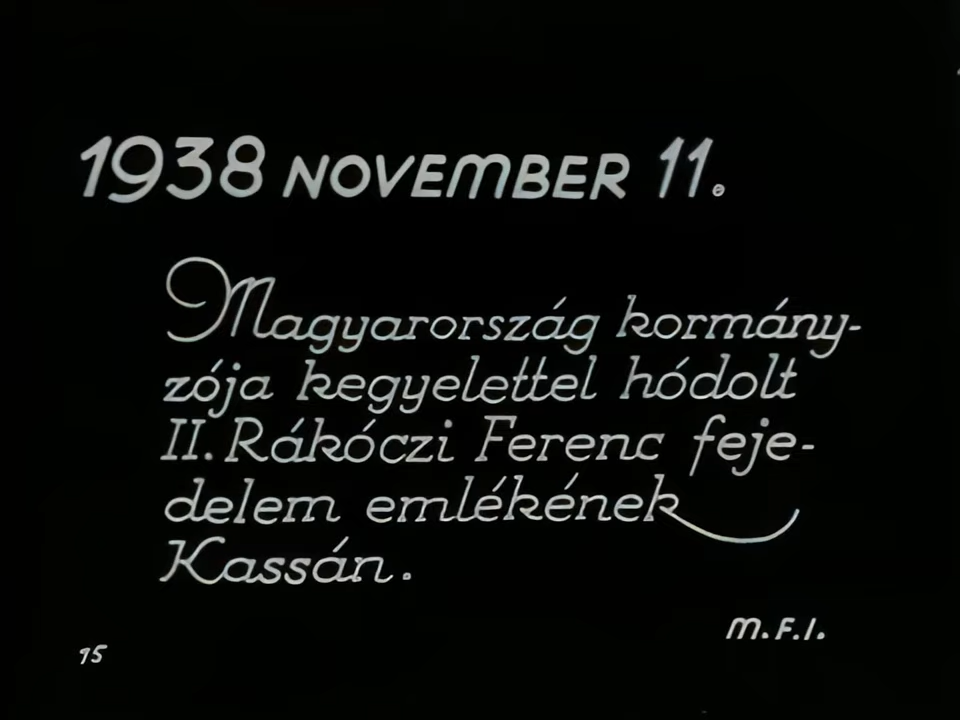 1938 NOVEMBER 11.
Magyarország kormány-
zója kegyelettel hódolt
II. Rákóczi Ferenc feje-
delem emlékének
Kassán.
M.F.I.
15